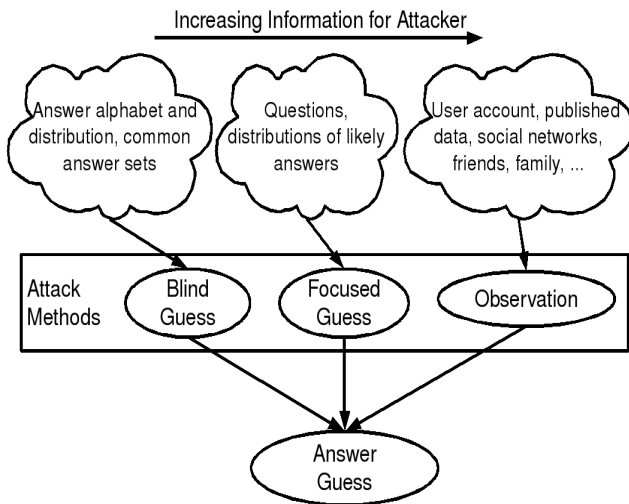 Increasing Information for Attacker
Answer alphabet and
distribution, common
answer sets
Questions,
distributions of likely
answers
User account, published
data, social networks,
friends, family, ...
Attack
Methods
Blind
Guess
Focused
Guess
Observation
Answer
Guess